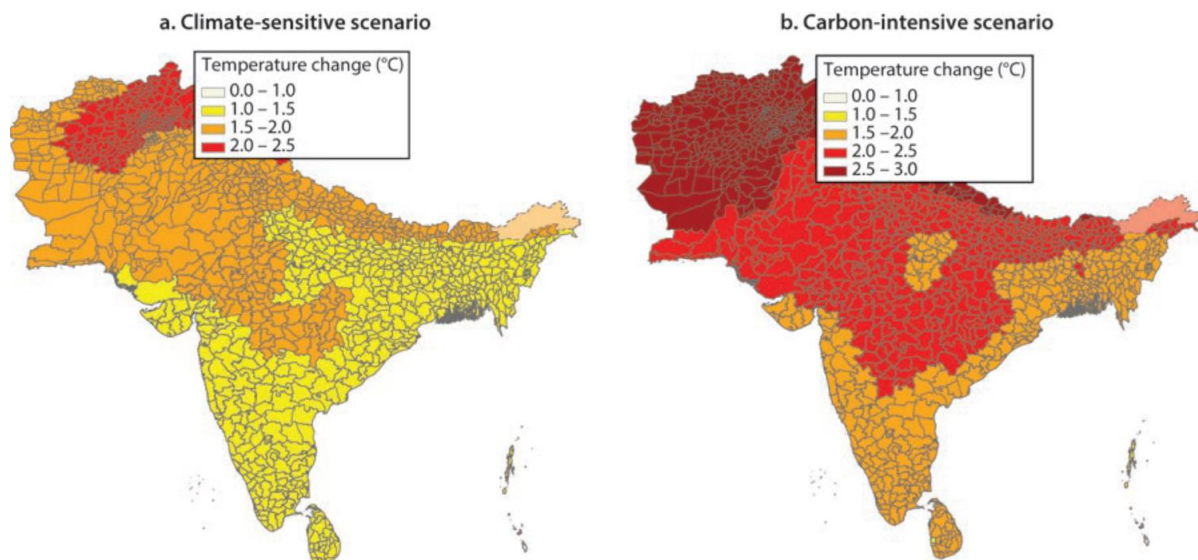 a. Climate-sensitive scenario
Temperature change (°C)
0.0 – 1.0
1.0 – 1.5
1.5 –2.0
2.0 – 2.5
b. Carbon-intensive scenario
Temperature change (°C)
0.0 – 1.0
1.0 – 1.5
1.5 –2.0
2.0 – 2.5
2.5 – 3.0